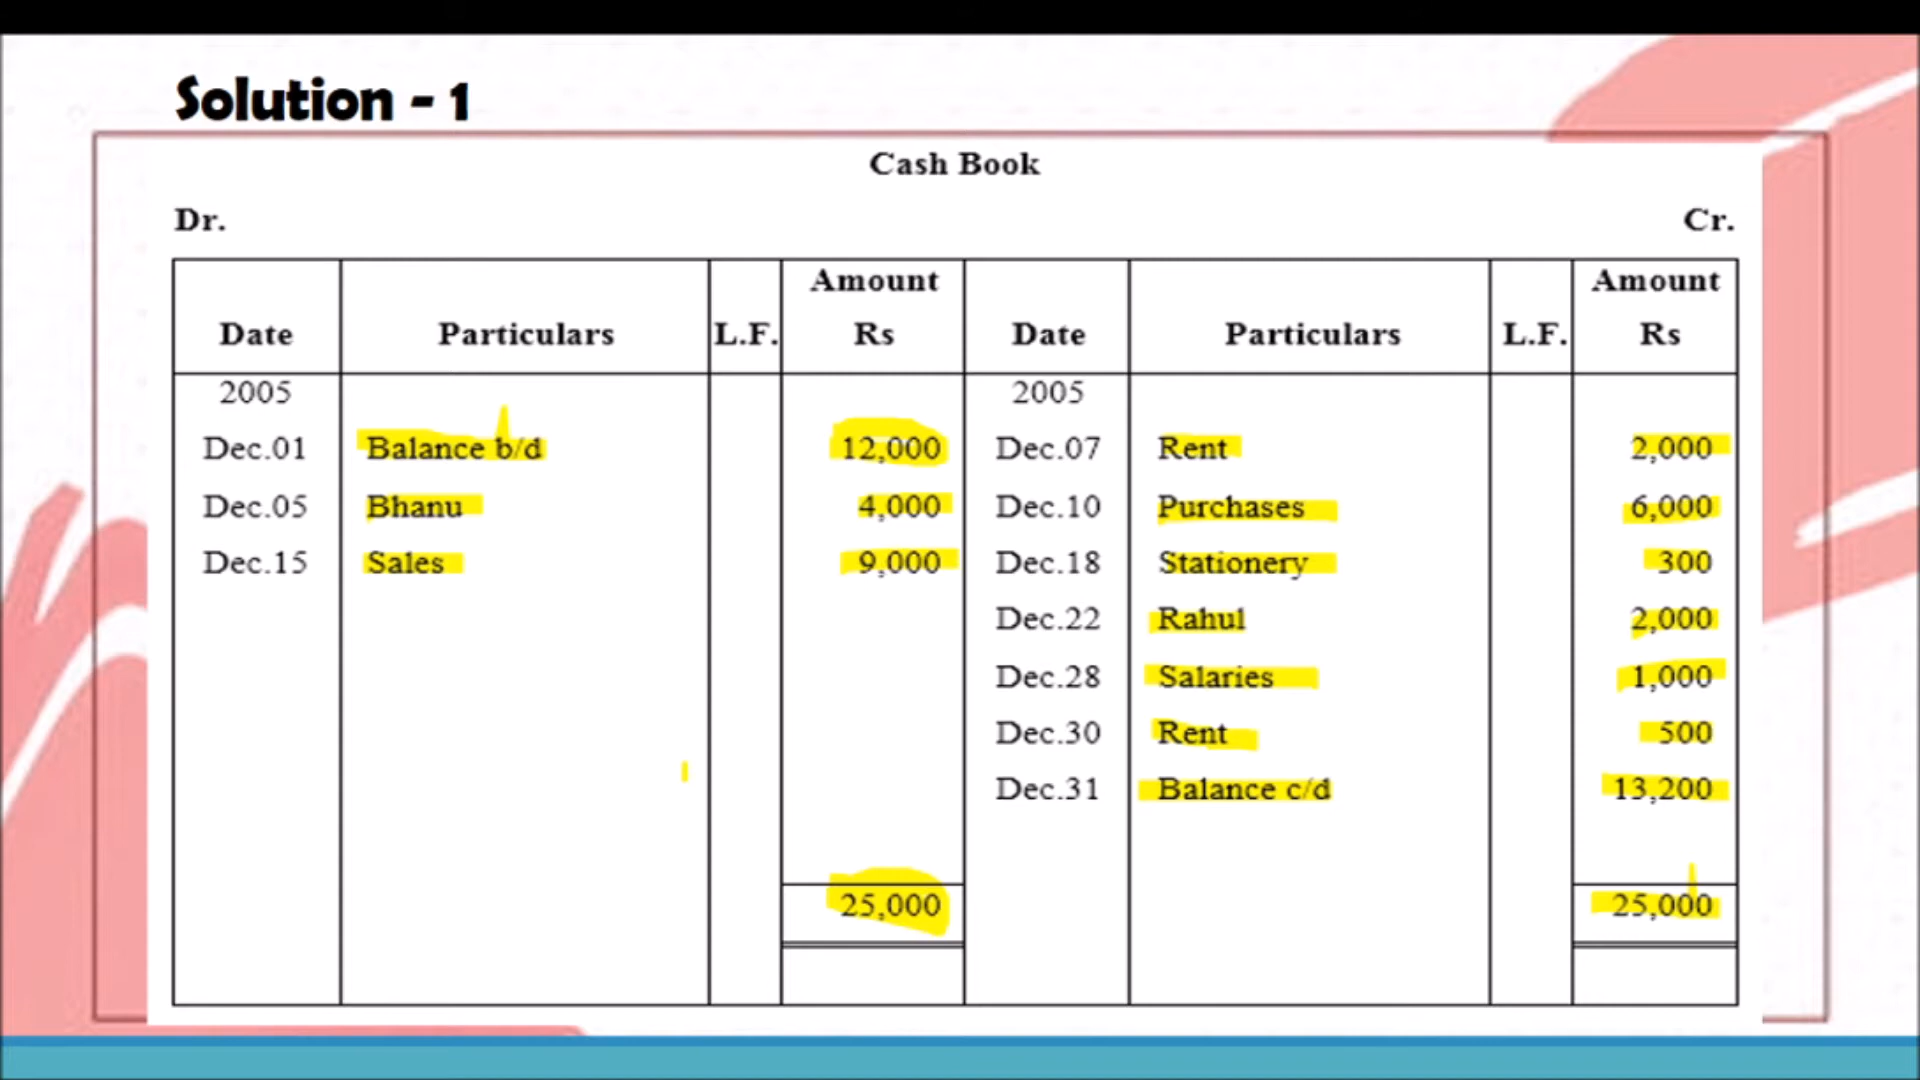 Solution - 1
Cash Book
Dr. Cr.
Amount Amount
Date Particulars L.F. Rs Date Particulars L.F. Rs
2005 2005
Dec.01 Balance b/d 12,000 Dec.07 Rent 2,000
Dec.05 Bhanu 4,000 Dec.10 Purchases 6,000
Dec.15 Sales 9,000 Dec.18 Stationery 300
Dec.22 Rahul 2,000
Dec.28 Salaries 1,000
Dec.30 Rent 500
Dec.31 Balance c/d 13,200
25,000 25,000